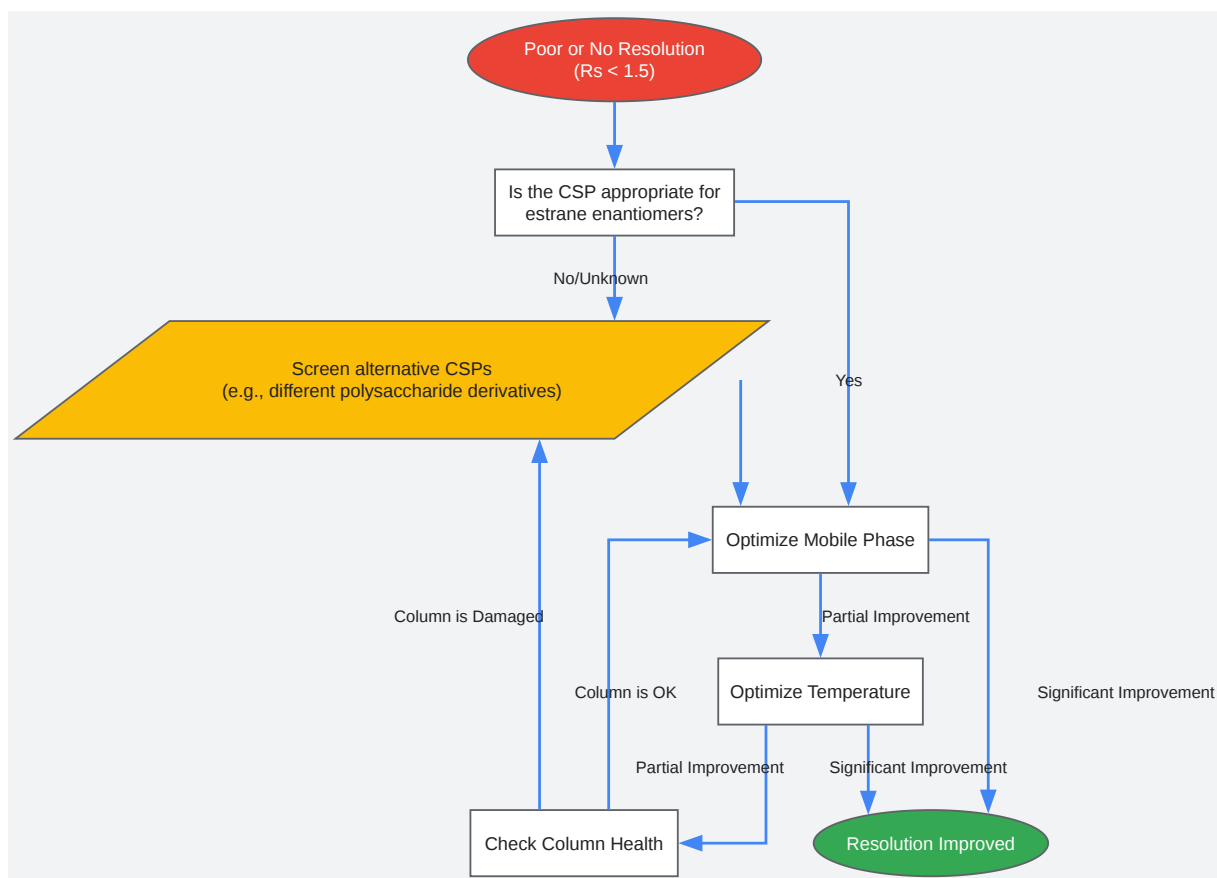 Poor or No Resolution
(Rs < 1.5)
Is the CSP appropriate for
estrane enantiomers?
No/Unknown
Screen alternative CSPs
(e.g., different polysaccharide derivatives)
Yes
Optimize Mobile Phase
Column is Damaged
Partial Improvement
Column is OK
Optimize Temperature
Significant Improvement
Partial Improvement
Significant Improvement
Check Column Health
Resolution Improved